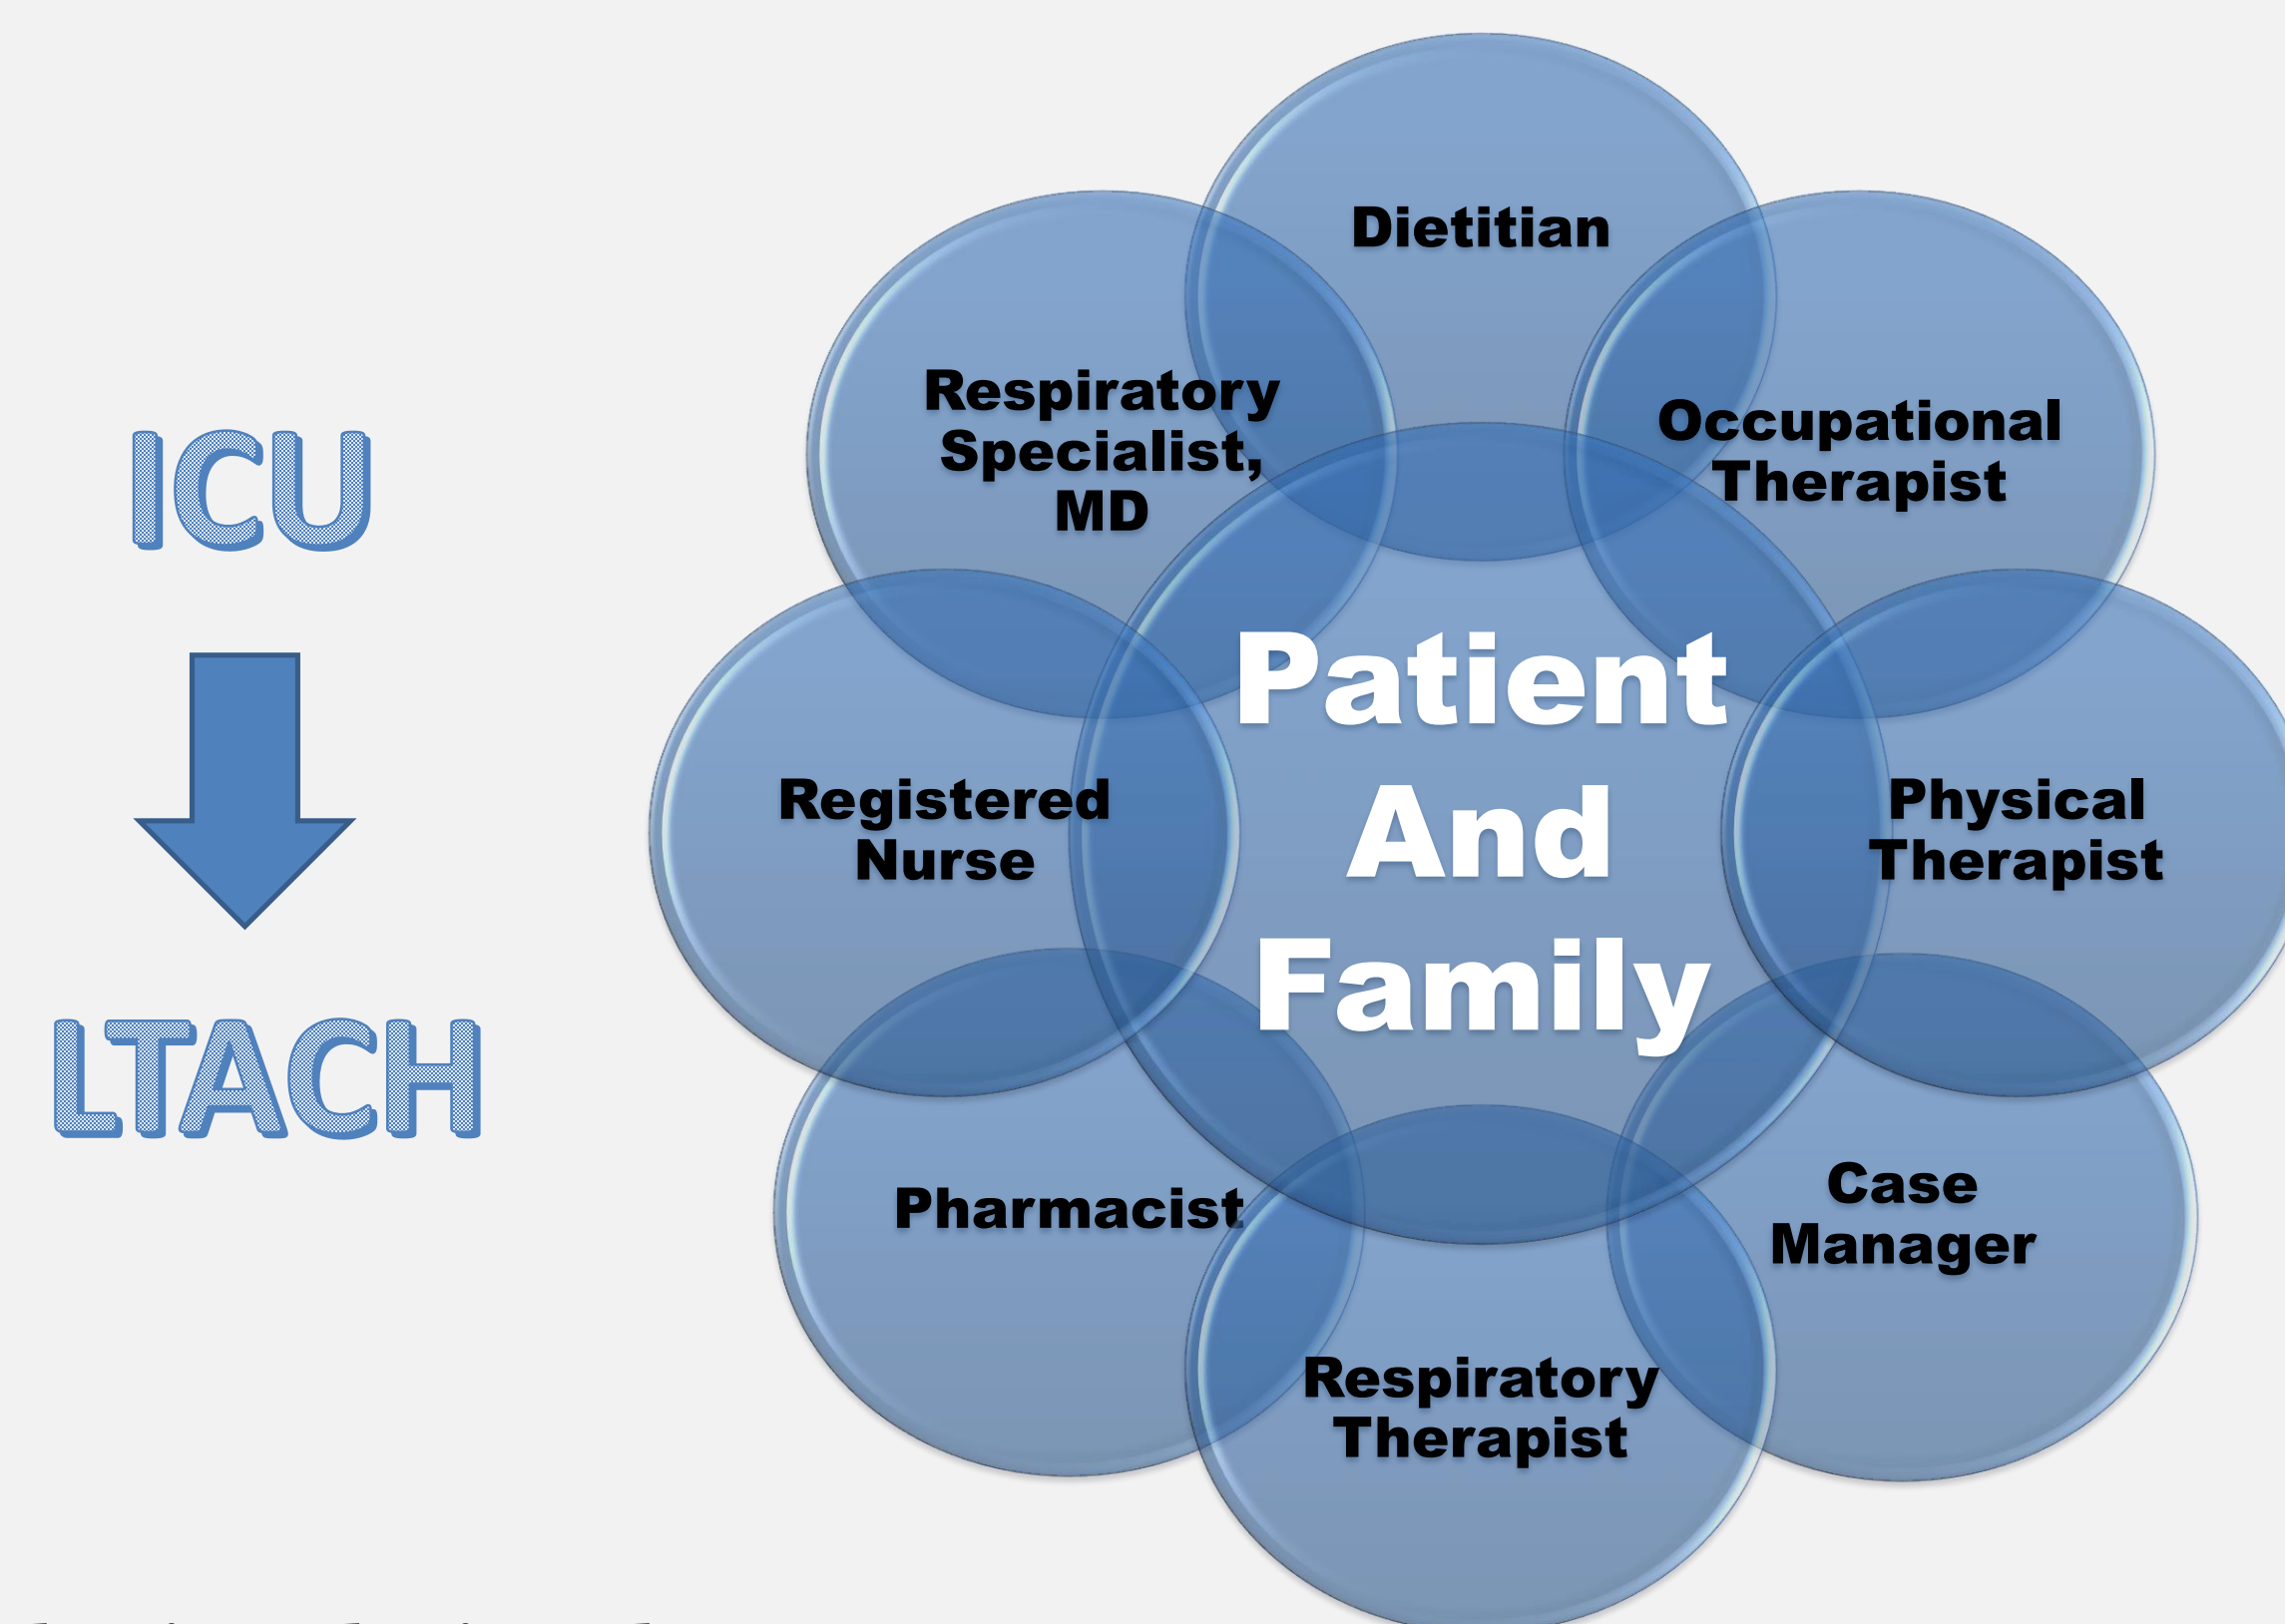 ICU
LTACH
Dietitian
Respiratory
Specialist,
MD
Occupational
Therapist
Registered
Nurse
Patient
And
Family
Physical
Therapist
Pharmacist
Case
Manager
Respiratory
Therapist